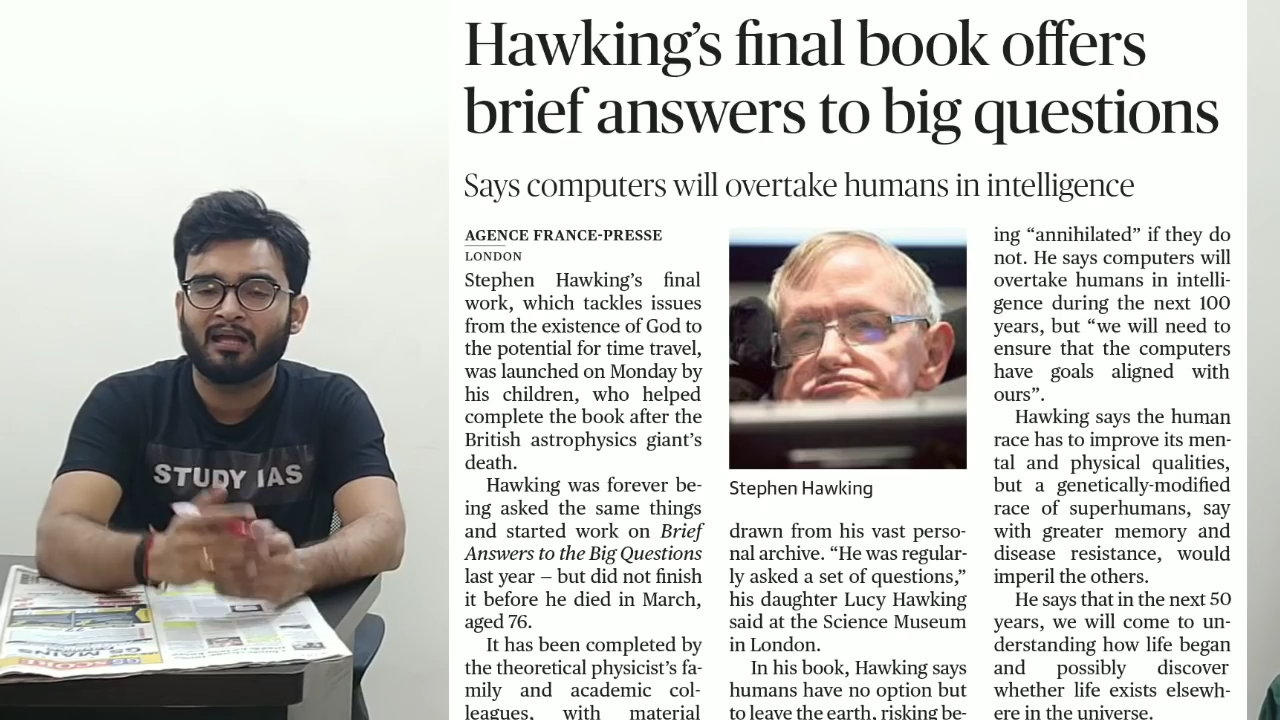 Hawking’s final book offers
brief answers to big questions
Says computers will overtake humans in intelligence
AGENCE FRANCE-PRESSE
LONDON
Stephen Hawking’s final
work, which tackles issues
from the existence of God to
the potential for time travel,
was launched on Monday by
his children, who helped
complete the book after the
British astrophysics giant’s
death.
Hawking was forever be-
ing asked the same things
and started work on Brief
Answers to the Big Questions
last year – but did not finish
it before he died in March,
aged 76.
It has been completed by
the theoretical physicist’s fa-
mily and academic col-
leagues, with material
Stephen Hawking
drawn from his vast perso-
nal archive. “He was regular-
ly asked a set of questions,”
his daughter Lucy Hawking
said at the Science Museum
in London.
In his book, Hawking says
humans have no option but
to leave the earth, risking be-
ing “annihilated” if they do
not. He says computers will
overtake humans in intelli-
gence during the next 100
years, but “we will need to
ensure that the computers
have goals aligned with
ours”.
Hawking says the human
race has to improve its men-
tal and physical qualities,
but a genetically-modified
race of superhumans, say
with greater memory and
disease resistance, would
imperil the others.
He says that in the next 50
years, we will come to un-
derstanding how life began
and possibly discover
whether life exists elsewh-
ere in the universe.
STUDY IAS
GS MAINS
GS SCORE